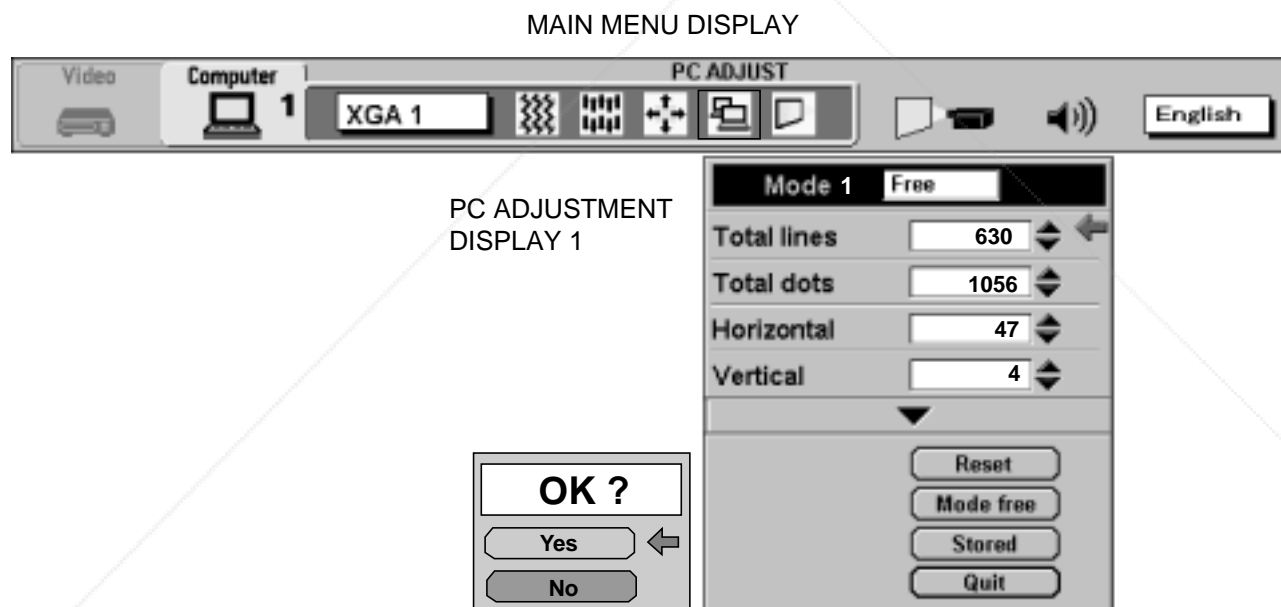 MAIN MENU DISPLAY
Video
Computer
1
XGA 1
PC ADJUST
English
PC ADJUSTMENT
DISPLAY 1
Mode 1 Free
Total lines 630
Total dots 1056
Horizontal 47
Vertical 4
Reset
Mode free
Stored
Quit
OK ?
Yes
No